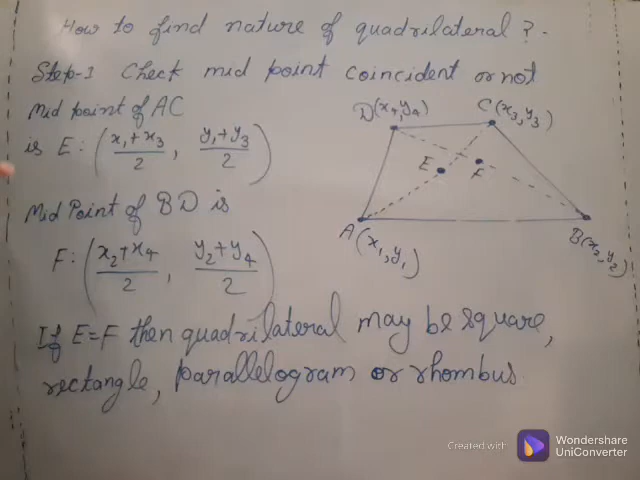 How to find nature of quadrilateral ?.
Step-1 Check mid point coincident or not
Mid point of AC
is E: ( x₁+x₃/2 , y₁+y₃/2 )
D(x₄,y₄)
C(x₃,y₃)
E
F
A(x₁,y₁)
B(x₂,y₂)
Mid Point of BD is
F: ( x₂+x₄/2 , y₂+y₄/2 )
If E=F then quadrilateral may be square,
rectangle, parallelogram or rhombus.
Created with
Wondershare
UniConverter